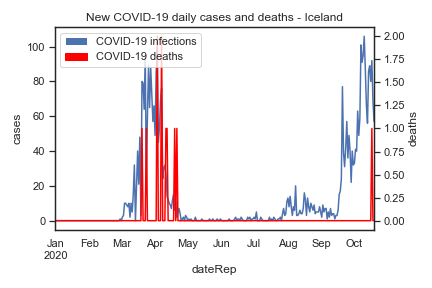 New COVID-19 daily cases and deaths - Iceland
COVID-19 infections
COVID-19 deaths
100
80
60
40
20
0
cases
2.00
1.75
1.50
1.25
1.00
0.75
0.50
0.25
0.00
deaths
Jan Feb Mar Apr May Jun Jul Aug Sep Oct
2020
dateRep